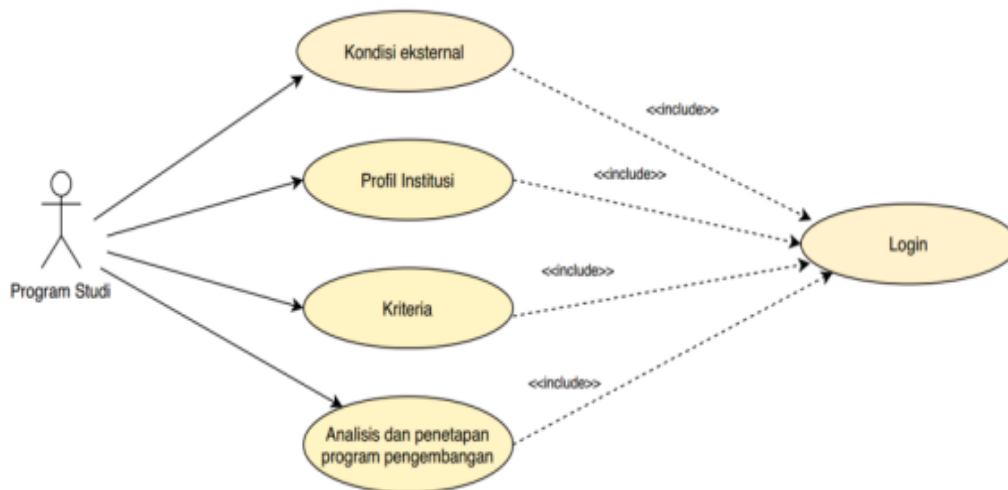 Kondisi eksternal
<<include>>
Profil Institusi
<<include>>
Login
Program Studi
<<include>>
Kriteria
<<include>>
Analisis dan penetapan
program pengembangan